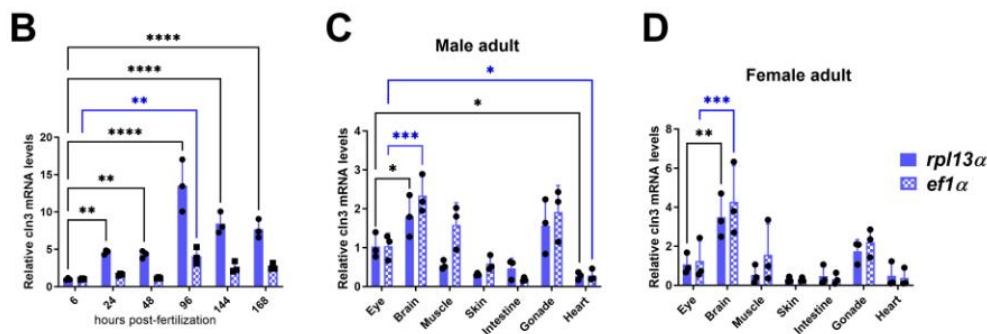 B
****
****
**
****
**
**
Relative cln3 mRNA levels
20
15
10
5
0
6 24 48 96 144 168
hours post-fertilization
C
Male adult
*
*
***
*
Relative cln3 mRNA levels
4
3
2
1
0
Eye Brain Muscle Skin Intestine Gonade Heart
D
Female adult
***
**
Relative cln3 mRNA levels
8
6
4
2
0
Eye Brain Muscle Skin Intestine Gonade Heart
rpl13α
ef1α